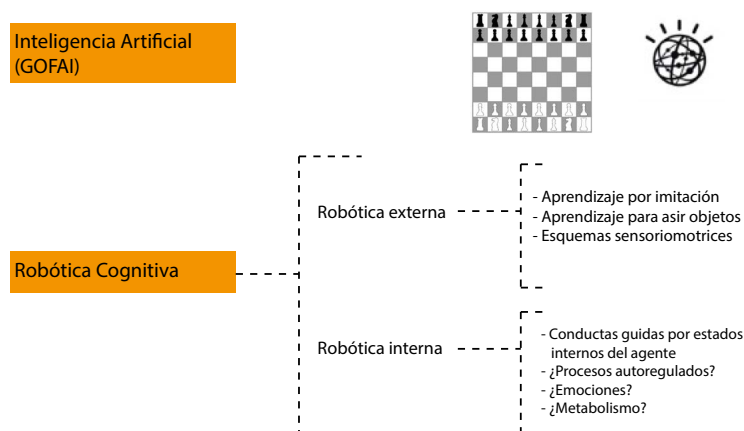 Inteligencia Artificial
(GOFAI)
Robótica externa
- Aprendizaje por imitación
- Aprendizaje para asir objetos
- Esquemas sensoriomotrices
Robótica Cognitiva
Robótica interna
- Conductas guidas por estados
internos del agente
- ¿Procesos autoregulados?
- ¿Emociones?
- ¿Metabolismo?